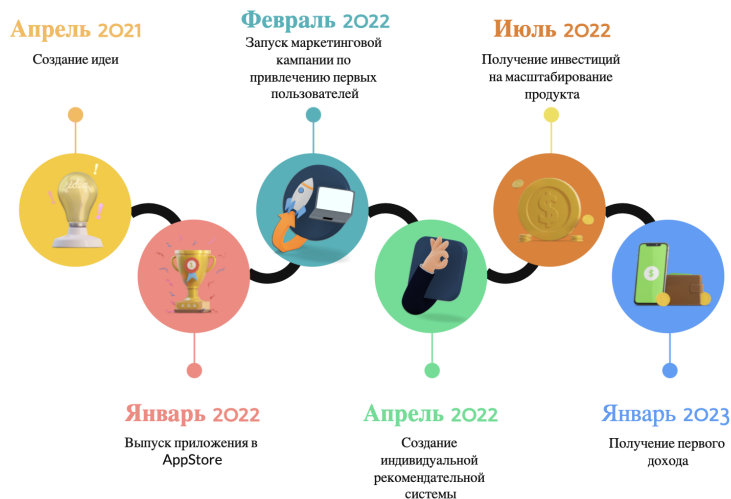 Апрель 2021
Создание идеи
Январь 2022
Выпуск приложения в
AppStore
Февраль 2022
Запуск маркетинговой
кампании по
привлечению первых
пользователей
Апрель 2022
Создание
индивидуальной
рекомендательной
системы
Июль 2022
Получение инвестиций
на масштабирование
продукта
Январь 2023
Получение первого
дохода